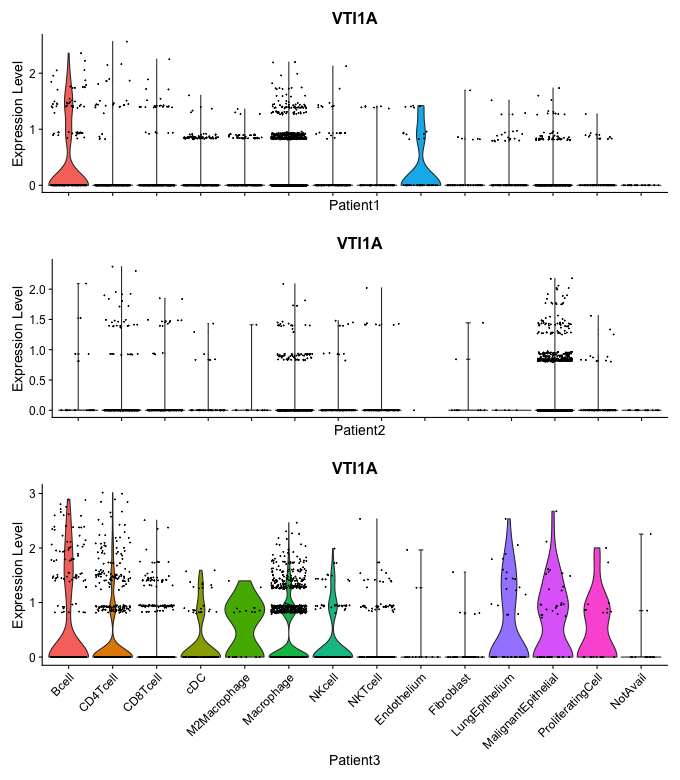 VTI1A
Expression Level
2
1
0
Patient1
VTI1A
Expression Level
2.0
1.5
1.0
0.5
0.0
Patient2
VTI1A
Expression Level
3
2
1
0
Bcell
CD4Tcell
CD8Tcell
cDC
M2Macrophage
Macrophage
NKcell
NKTcell
Endothelium
Fibroblast
LungEpithelium
MalignantEpithelial
ProliferatingCell
NotAvail
Patient3